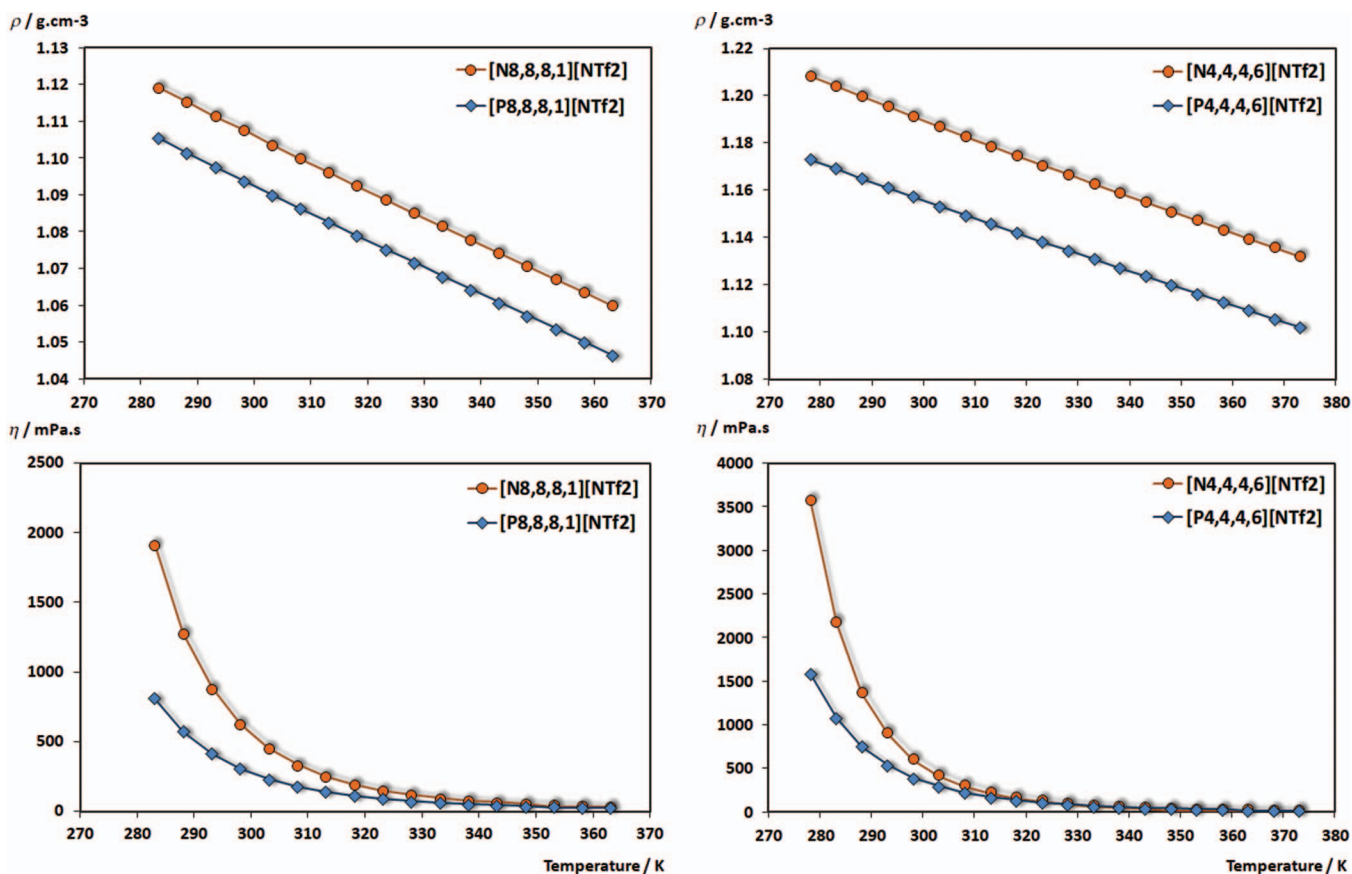 ρ / g.cm-3
1.13
1.12
1.11
1.10
1.09
1.08
1.07
1.06
1.05
1.04
270 280 290 300 310 320 330 340 350 360 370
[N8,8,8,1][NTf2]
[P8,8,8,1][NTf2]
ρ / g.cm-3
1.22
1.20
1.18
1.16
1.14
1.12
1.10
1.08
270 280 290 300 310 320 330 340 350 360 370 380
[N4,4,4,6][NTf2]
[P4,4,4,6][NTf2]
η / mPa.s
2500
2000
1500
1000
500
0
270 280 290 300 310 320 330 340 350 360 370
[N8,8,8,1][NTf2]
[P8,8,8,1][NTf2]
Temperature / K
η / mPa.s
4000
3500
3000
2500
2000
1500
1000
500
0
270 280 290 300 310 320 330 340 350 360 370 380
[N4,4,4,6][NTf2]
[P4,4,4,6][NTf2]
Temperature / K